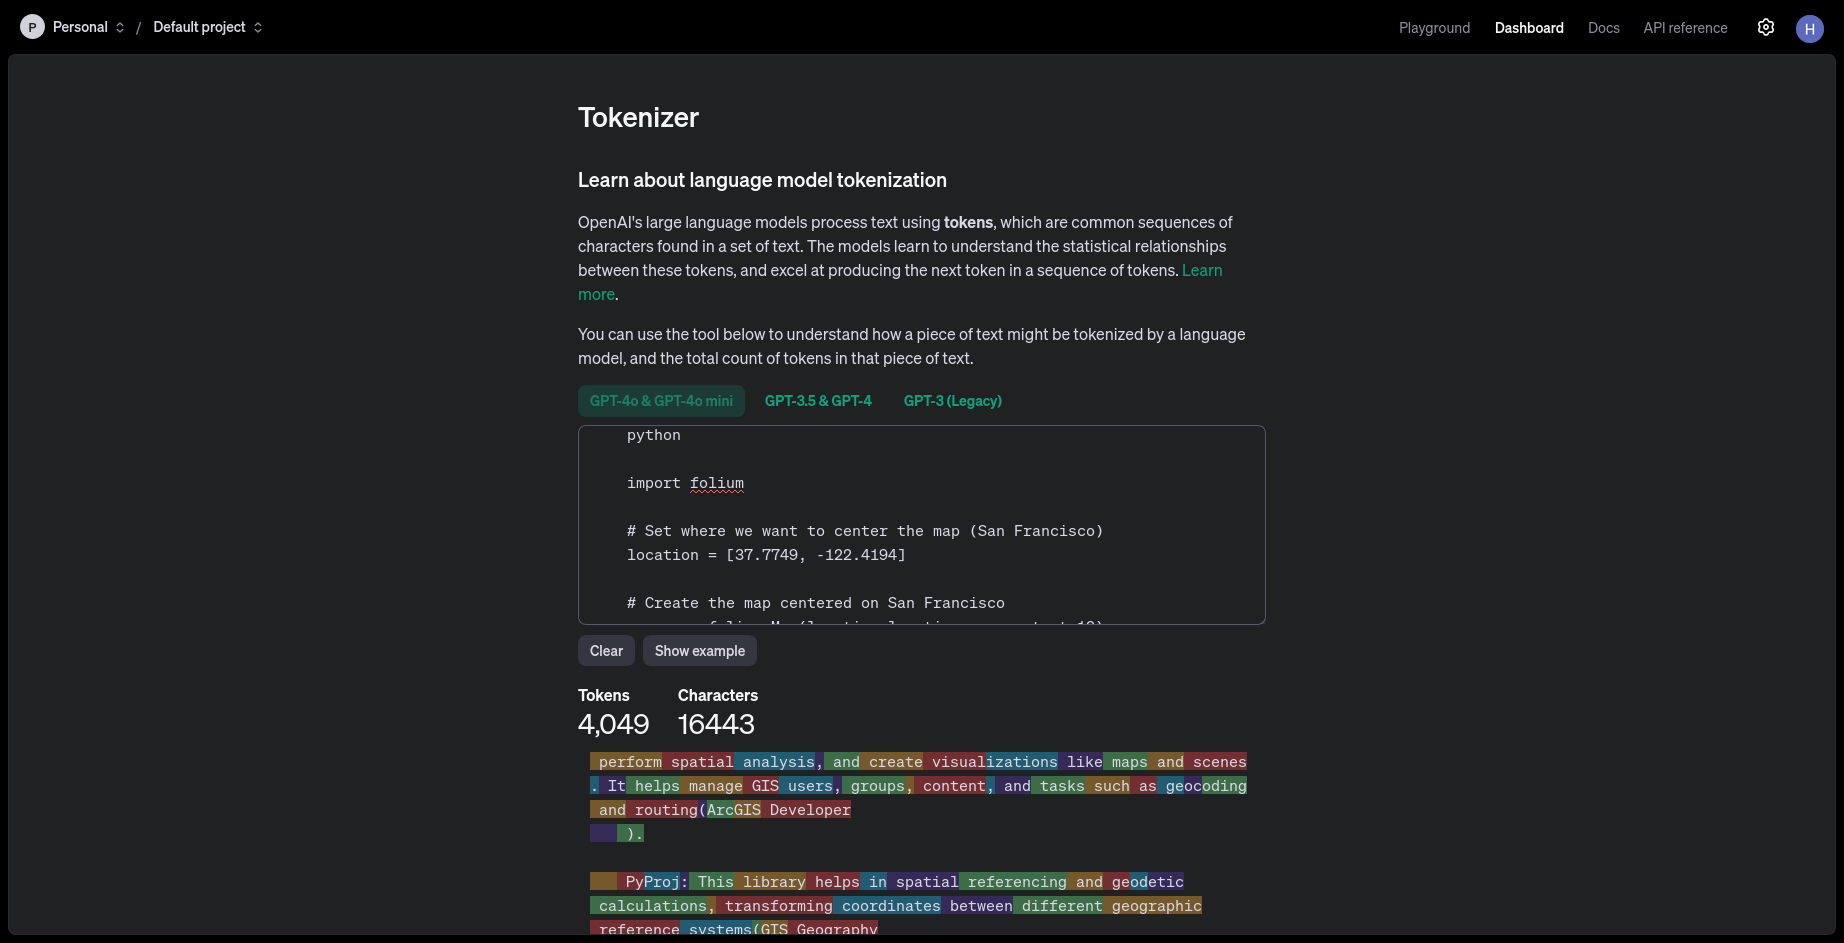 P Personal / Default project
Playground Dashboard Docs API reference H
Tokenizer
Learn about language model tokenization
OpenAI's large language models process text using tokens, which are common sequences of
characters found in a set of text. The models learn to understand the statistical relationships
between these tokens, and excel at producing the next token in a sequence of tokens. Learn
more.
You can use the tool below to understand how a piece of text might be tokenized by a language
model, and the total count of tokens in that piece of text.
GPT-4o & GPT-4o mini GPT-3.5 & GPT-4 GPT-3 (Legacy)
python
import folium
# Set where we want to center the map (San Francisco)
location = [37.7749, -122.4194]
# Create the map centered on San Francisco
Clear Show example
Tokens Characters
4,049 16443
perform spatial analysis, and create visualizations like maps and scenes
. It helps manage GIS users, groups, content, and tasks such as geocoding
and routing(ArcGIS Developer
).
PyProj: This library helps in spatial referencing and geodetic
calculations, transforming coordinates between different geographic
reference systems(GIS Geography